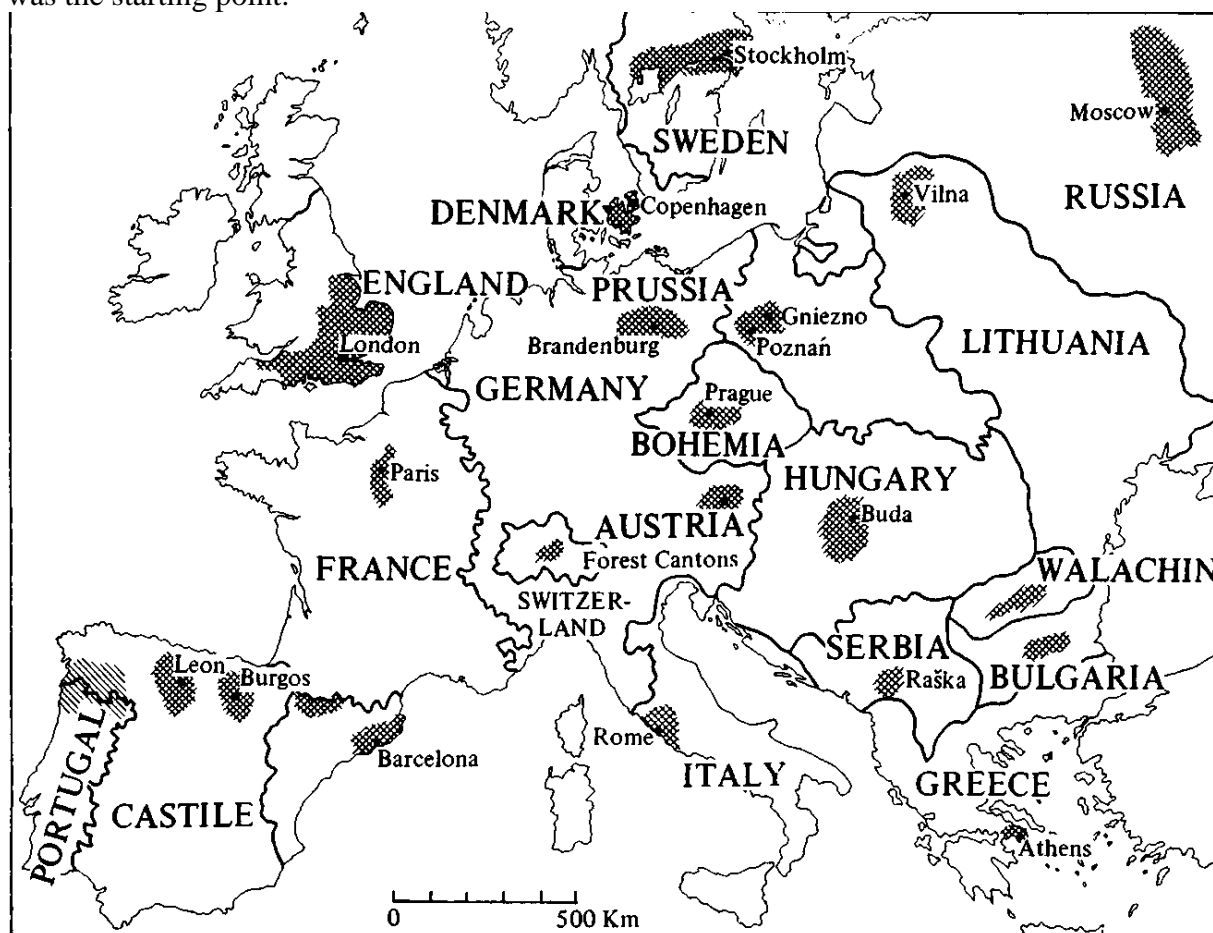 was the starting point.
Stockholm
Moscow
SWEDEN
Vilna
RUSSIA
DENMARK
Copenhagen
ENGLAND
PRUSSIA
Gniezno
London
Brandenburg
Poznań
LITHUANIA
GERMANY
Prague
BOHEMIA
Paris
HUNGARY
Buda
AUSTRIA
Forest Cantons
FRANCE
WALACHIN
SWITZER-
LAND
SERBIA
Leon
Burgos
Raška
BULGARIA
Rome
Barcelona
ITALY
GREECE
PORTUGAL
CASTILE
Athens
0 500 Km